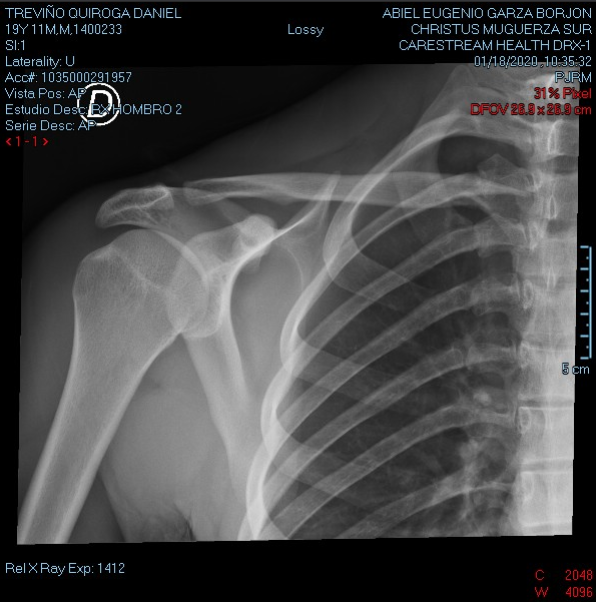 TREVIÑO QUIROGA DANIEL
19Y 11M,M,1400233
SI:1
Laterality: U
Acc#: 1035000291957
Vista Pos: AP
Estudio Desc: RX HOMBRO 2
Serie Desc: AP
< 1 - 1 >
D
Lossy
ABIEL EUGENIO GARZA BORJON
CHRISTUS MUGUERZA SUR
CARESTREAM HEALTH DRX-1
01/18/2020 ,10:35:32
PJRM
31% Pixel
DFOV 28.9 x 28.9 cm
5 cm
Rel X Ray Exp: 1412
C 2048
W 4096